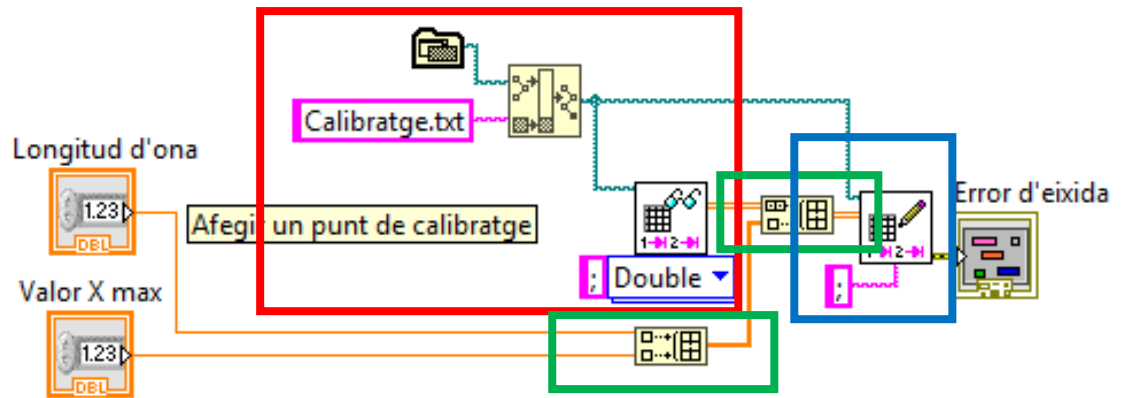 Calibratge.txt
Longitud d'ona
1.23
DBL
Afegir un punt de calibratge
1 2
; Double
1 2
;
Error d'eixida
Valor X max
1.23
DBL